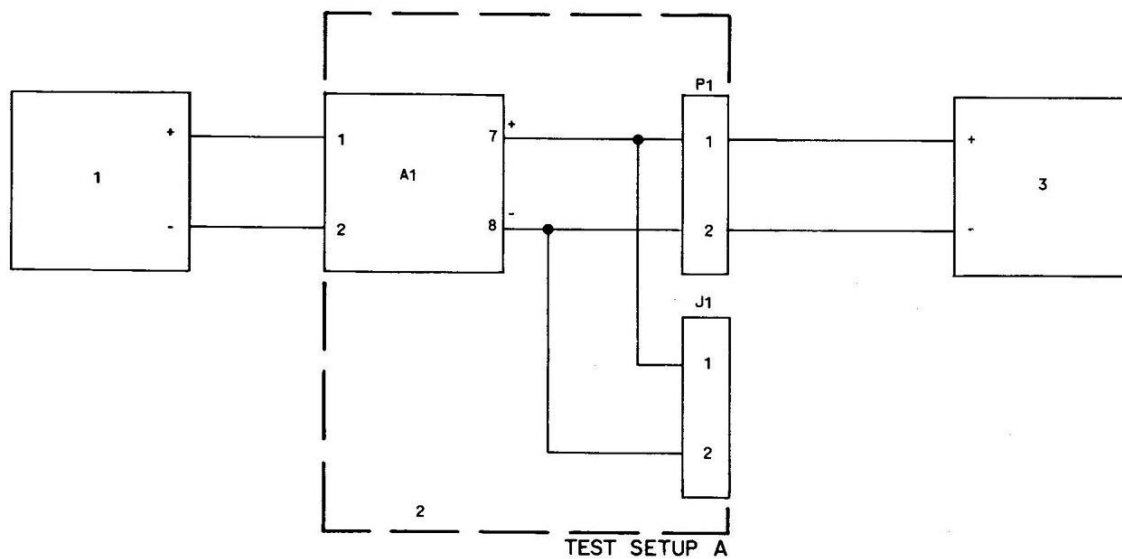 P1
+ 1 7 + 1 +
1 A1 3
- 2 8 - 2 -
J1
1
2
2
TEST SETUP A